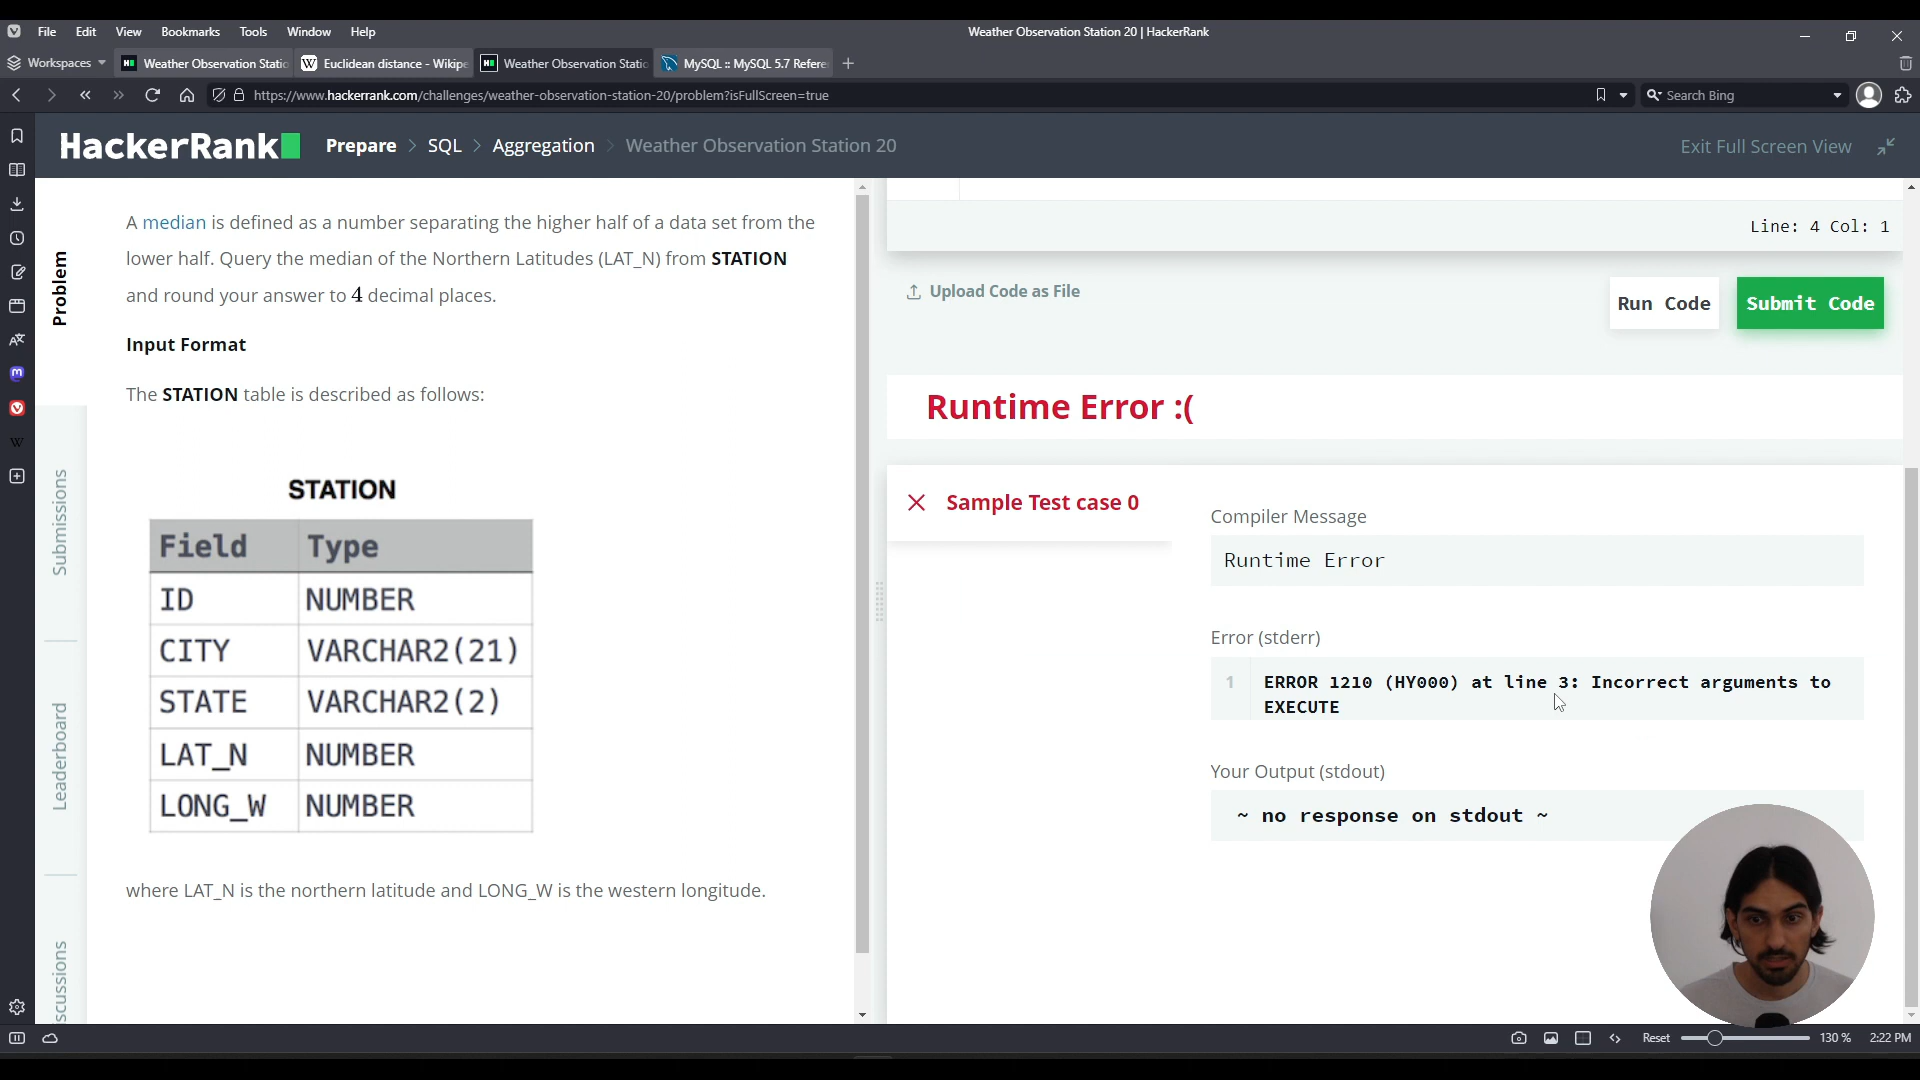 File Edit View Bookmarks Tools Window Help
Weather Observation Station 20 | HackerRank
Workspaces
Weather Observation Static
Euclidean distance - Wikipe
Weather Observation Static
MySQL :: MySQL 5.7 Refere
https://www.hackerrank.com/challenges/weather-observation-station-20/problem?isFullScreen=true
Search Bing
HackerRank
Prepare > SQL > Aggregation > Weather Observation Station 20
Exit Full Screen View
Problem
Submissions
Leaderboard
scussions
A median is defined as a number separating the higher half of a data set from the
lower half. Query the median of the Northern Latitudes (LAT_N) from STATION
and round your answer to 4 decimal places.
Input Format
The STATION table is described as follows:
STATION
Field Type
ID NUMBER
CITY VARCHAR2(21)
STATE VARCHAR2(2)
LAT_N NUMBER
LONG_W NUMBER
where LAT_N is the northern latitude and LONG_W is the western longitude.
Line: 4 Col: 1
Upload Code as File
Run Code
Submit Code
Runtime Error :(
Sample Test case 0
Compiler Message
Runtime Error
Error (stderr)
1 ERROR 1210 (HY000) at line 3: Incorrect arguments to
EXECUTE
Your Output (stdout)
~ no response on stdout ~
Reset
130 %
2:22 PM